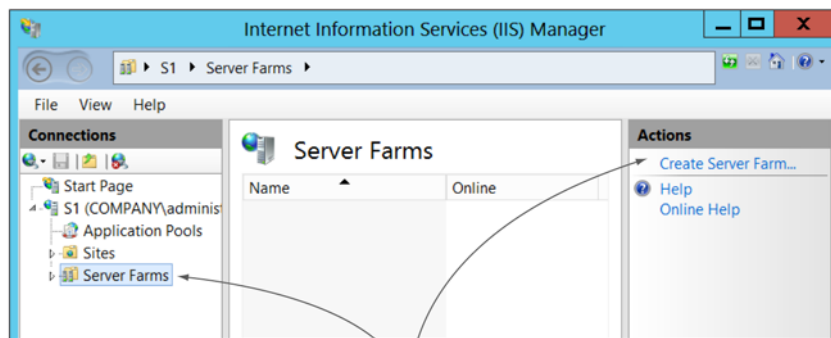 Internet Information Services (IIS) Manager
S1 Server Farms
File View Help
Connections
Start Page
S1 (COMPANY\adminis
Application Pools
Sites
Server Farms
Server Farms
Name Online
Actions
Create Server Farm...
Help
Online Help